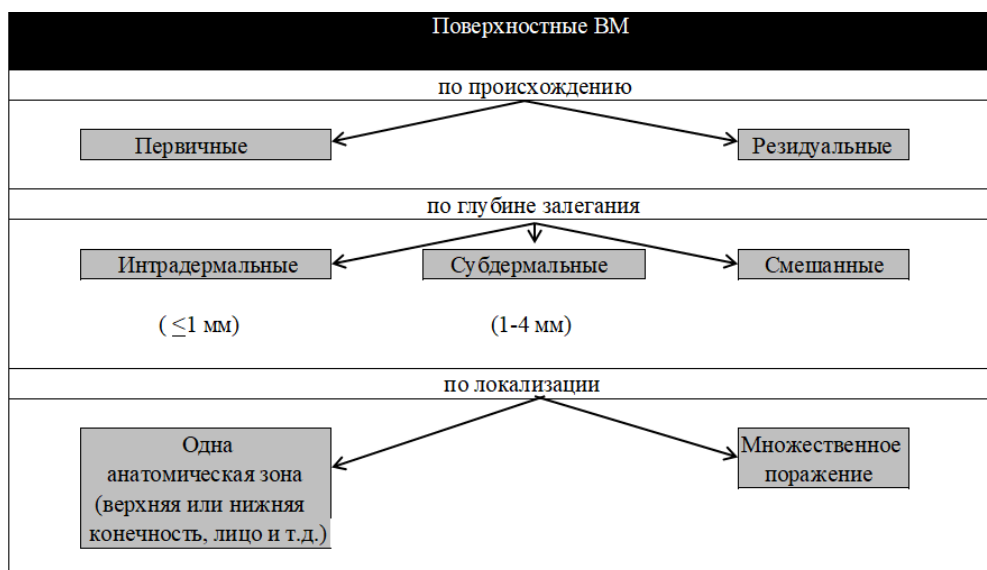 Поверхностные ВМ
по происхождению
Первичные
Резидуальные
по глубине залегания
Интрадермальные
Субдермальные
Смешанные
( ≤1 мм)
(1-4 мм)
по локализации
Одна
анатомическая зона
(верхняя или нижняя
конечность, лицо и т.д.)
Множественное
поражение